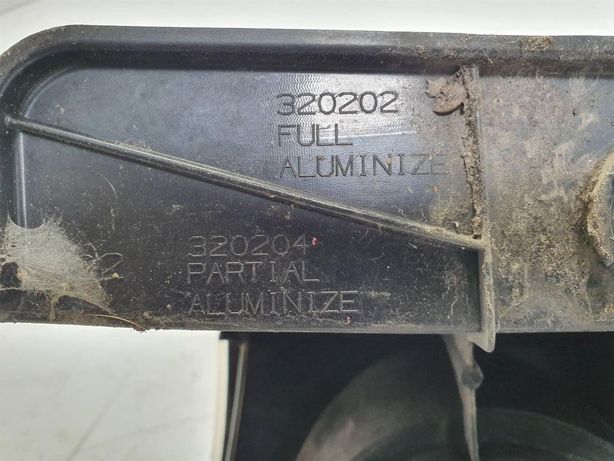 320202
FULL
ALUMINIZE
320204
PARTIAL
ALUMINIZE